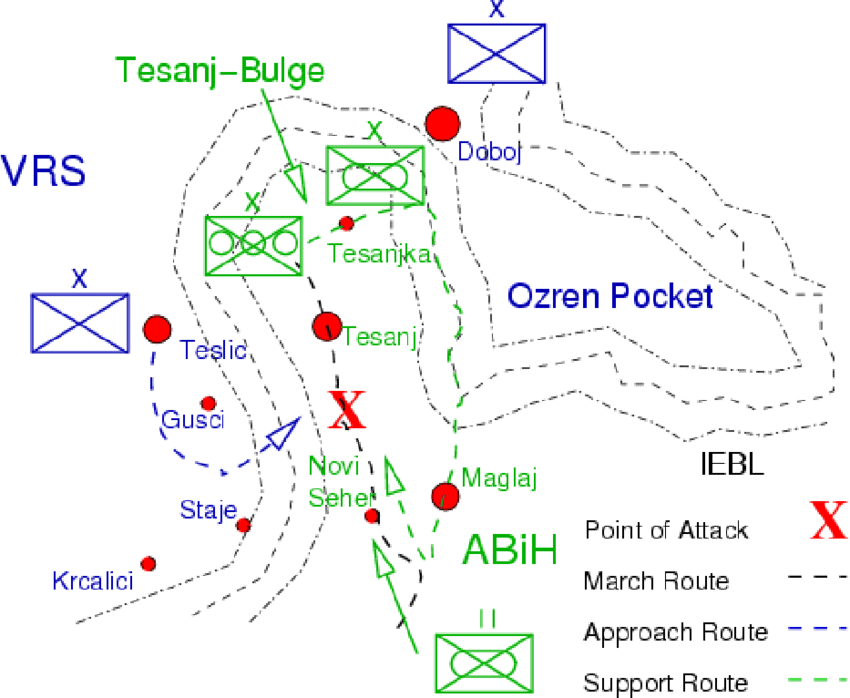 X
Tesanj-Bulge
X
Doboj
VRS
X
Tesanjka
X
Ozren Pocket
Teslic
Tesanj
Gusci
X
IEBL
Novi
Sehel
Maglaj
Staje
ABiH
Point of Attack X
Krcalici
March Route
II
Approach Route
Support Route